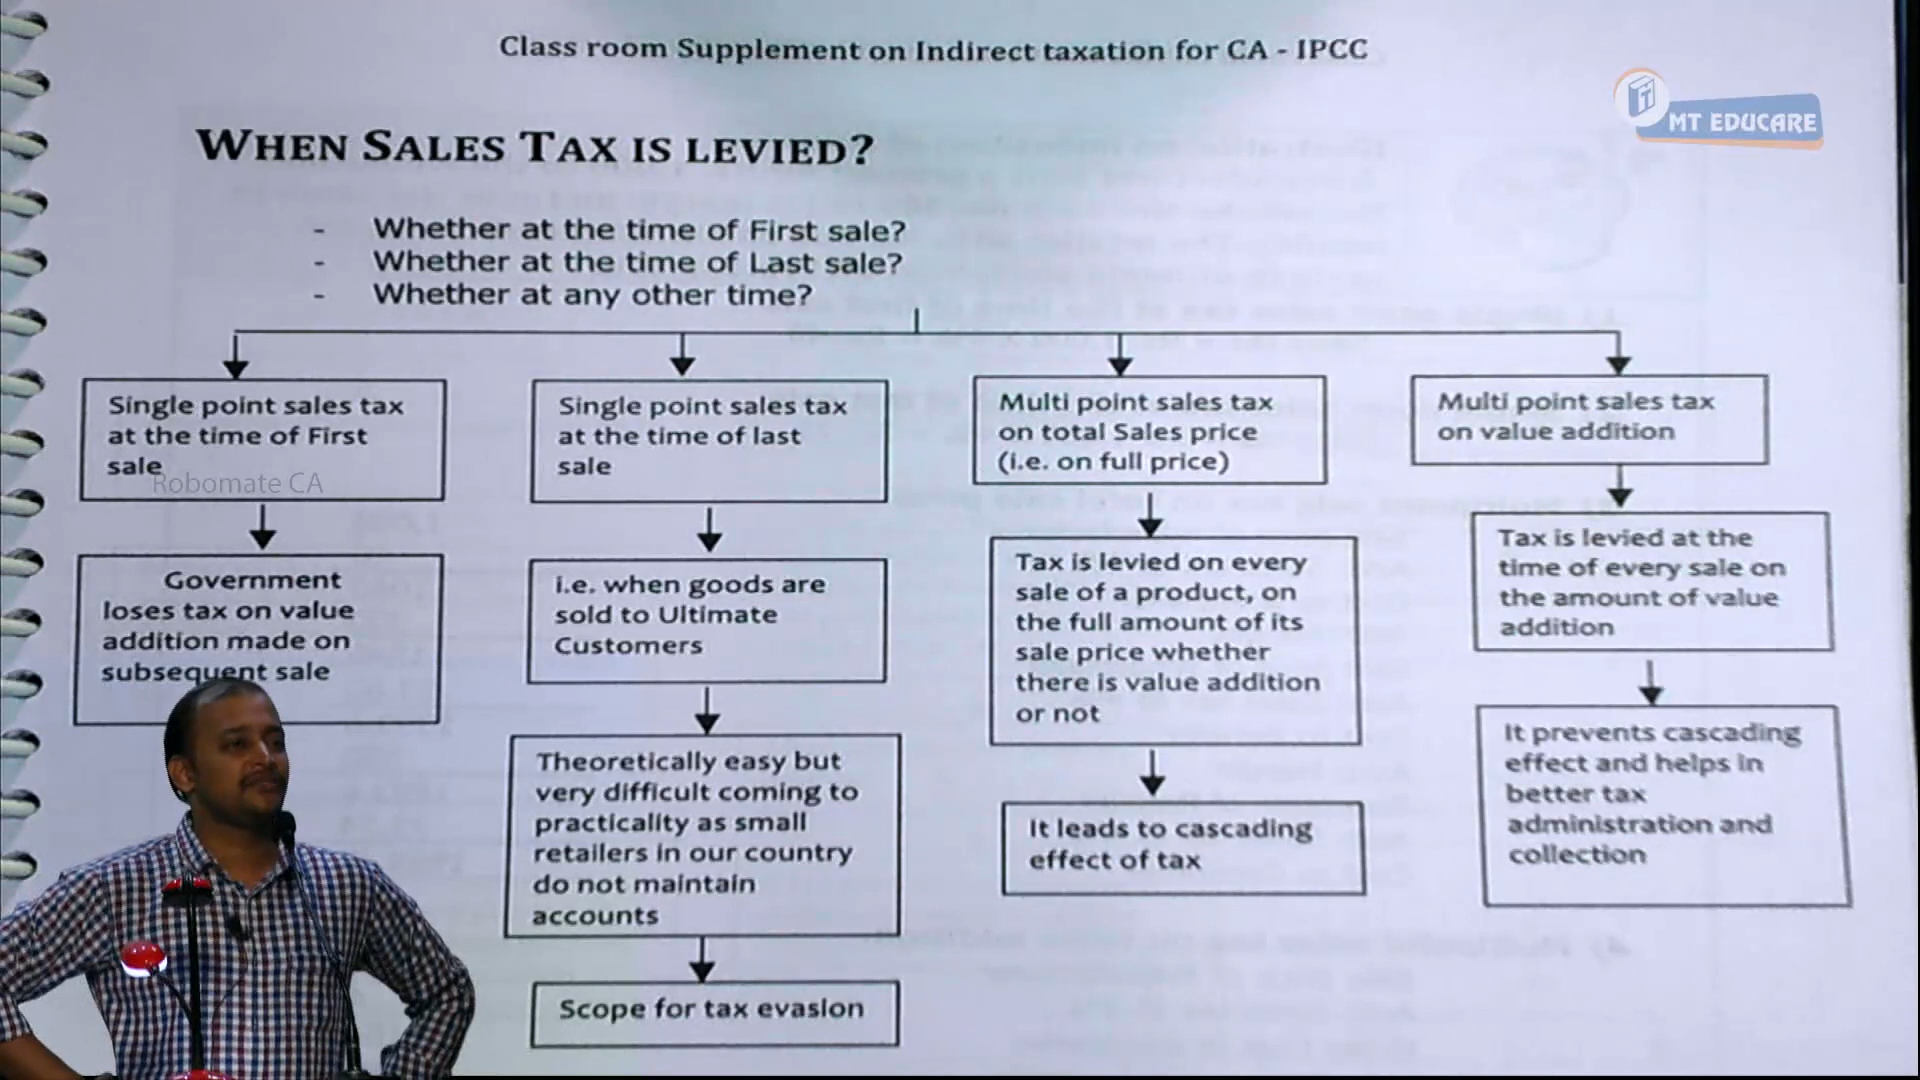 Class room Supplement on Indirect taxation for CA - IPCC
MT EDUCARE
WHEN SALES TAX IS LEVIED?
- Whether at the time of First sale?
- Whether at the time of Last sale?
- Whether at any other time?
Single point sales tax
at the time of First
sale
Robomate CA
Government
loses tax on value
addition made on
subsequent sale
Single point sales tax
at the time of last
sale
i.e. when goods are
sold to Ultimate
Customers
Theoretically easy but
very difficult coming to
practicality as small
retailers in our country
do not maintain
accounts
Scope for tax evasion
Multi point sales tax
on total Sales price
(i.e. on full price)
Tax is levied on every
sale of a product, on
the full amount of its
sale price whether
there is value addition
or not
It leads to cascading
effect of tax
Multi point sales tax
on value addition
Tax is levied at the
time of every sale on
the amount of value
addition
It prevents cascading
effect and helps in
better tax
administration and
collection